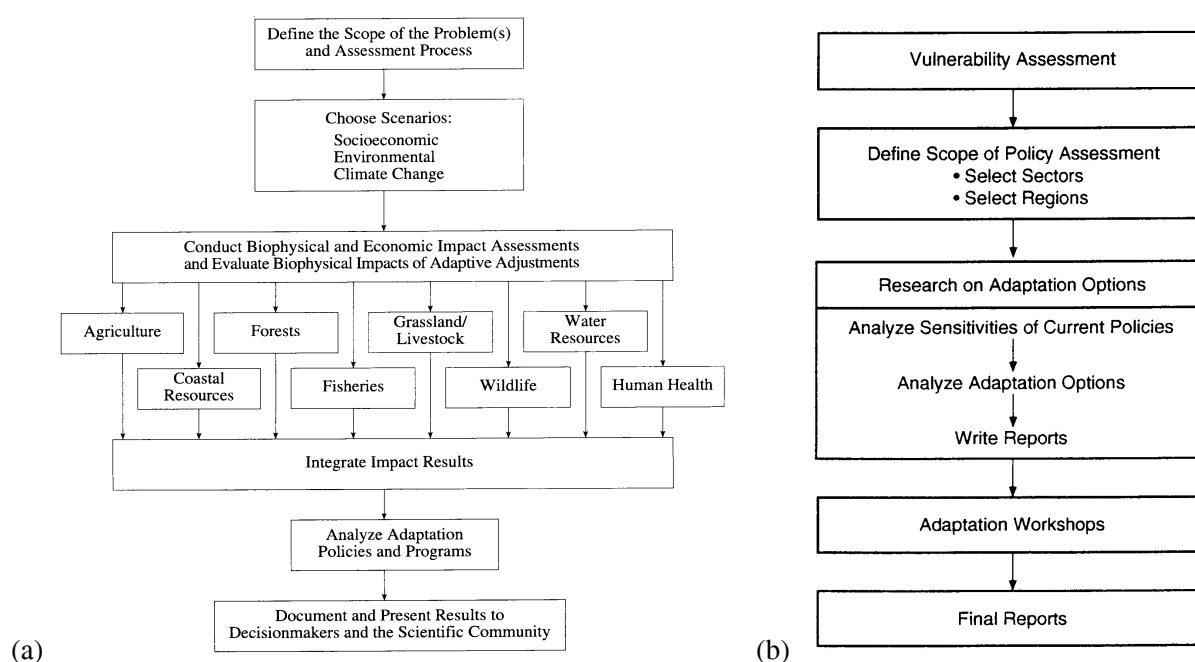 Define the Scope of the Problem(s)
and Assessment Process
Choose Scenarios:
Socioeconomic
Environmental
Climate Change
Conduct Biophysical and Economic Impact Assessments
and Evaluate Biophysical Impacts of Adaptive Adjustments
Agriculture
Forests
Grassland/
Livestock
Water
Resources
Coastal
Resources
Fisheries
Wildlife
Human Health
Integrate Impact Results
Analyze Adaptation
Policies and Programs
Document and Present Results to
Decisionmakers and the Scientific Community
(a)
Vulnerability Assessment
Define Scope of Policy Assessment
• Select Sectors
• Select Regions
Research on Adaptation Options
Analyze Sensitivities of Current Policies
Analyze Adaptation Options
Write Reports
Adaptation Workshops
Final Reports
(b)